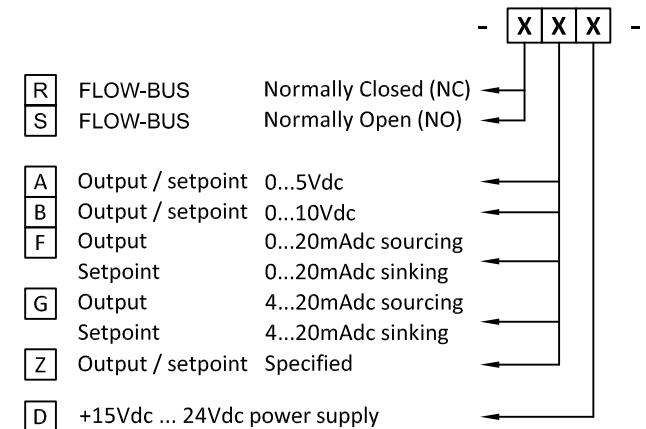 - X X X -
R FLOW-BUS Normally Closed (NC)
S FLOW-BUS Normally Open (NO)
A Output / setpoint 0...5Vdc
B Output / setpoint 0...10Vdc
F Output 0...20mAdc sourcing
Setpoint 0...20mAdc sinking
G Output 4...20mAdc sourcing
Setpoint 4...20mAdc sinking
Z Output / setpoint Specified
D +15Vdc ... 24Vdc power supply